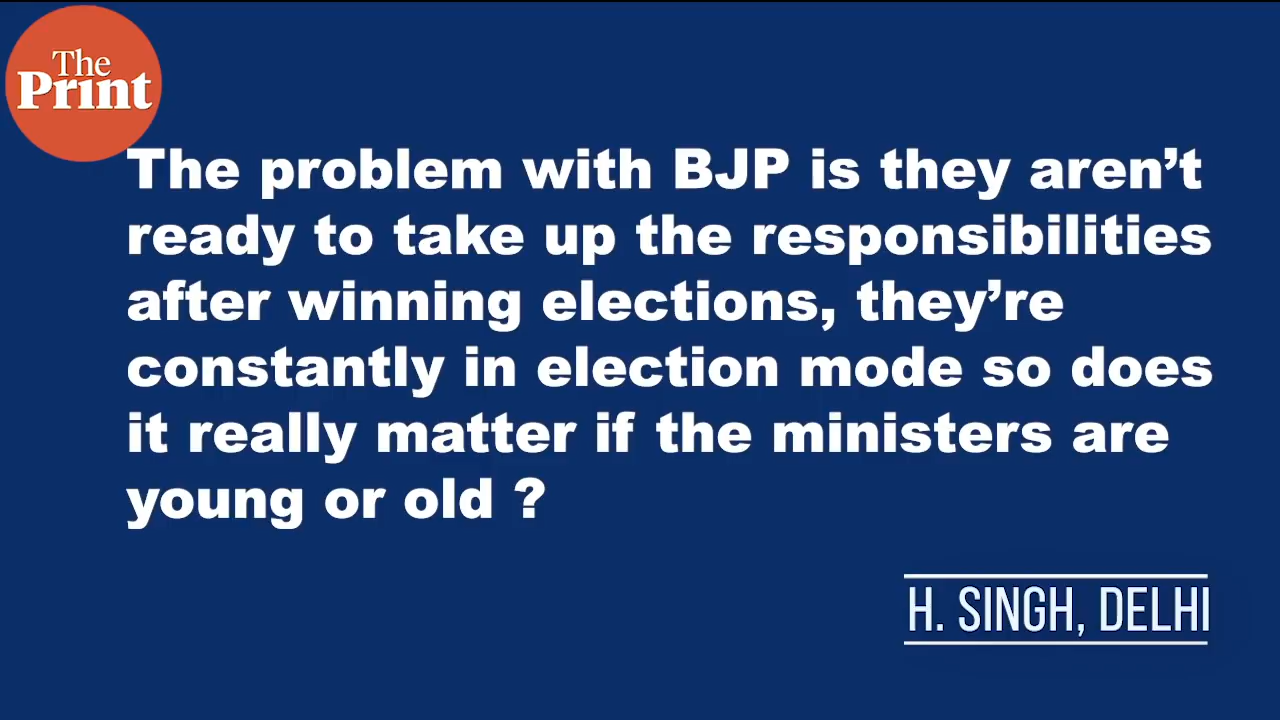 The
Print
The problem with BJP is they aren’t
ready to take up the responsibilities
after winning elections, they’re
constantly in election mode so does
it really matter if the ministers are
young or old ?
H. SINGH, DELHI